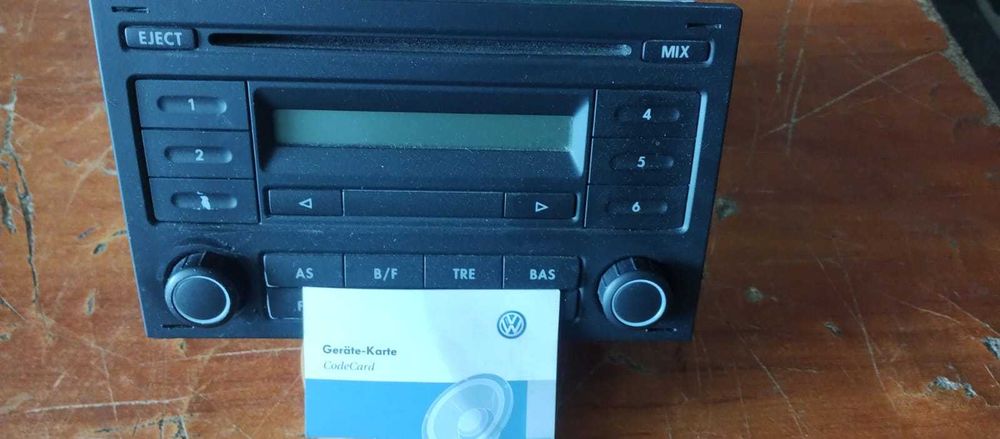 EJECT
MIX
1
4
2
5
6
AS B/F TRE BAS
F
Geräte-Karte
CodeCard